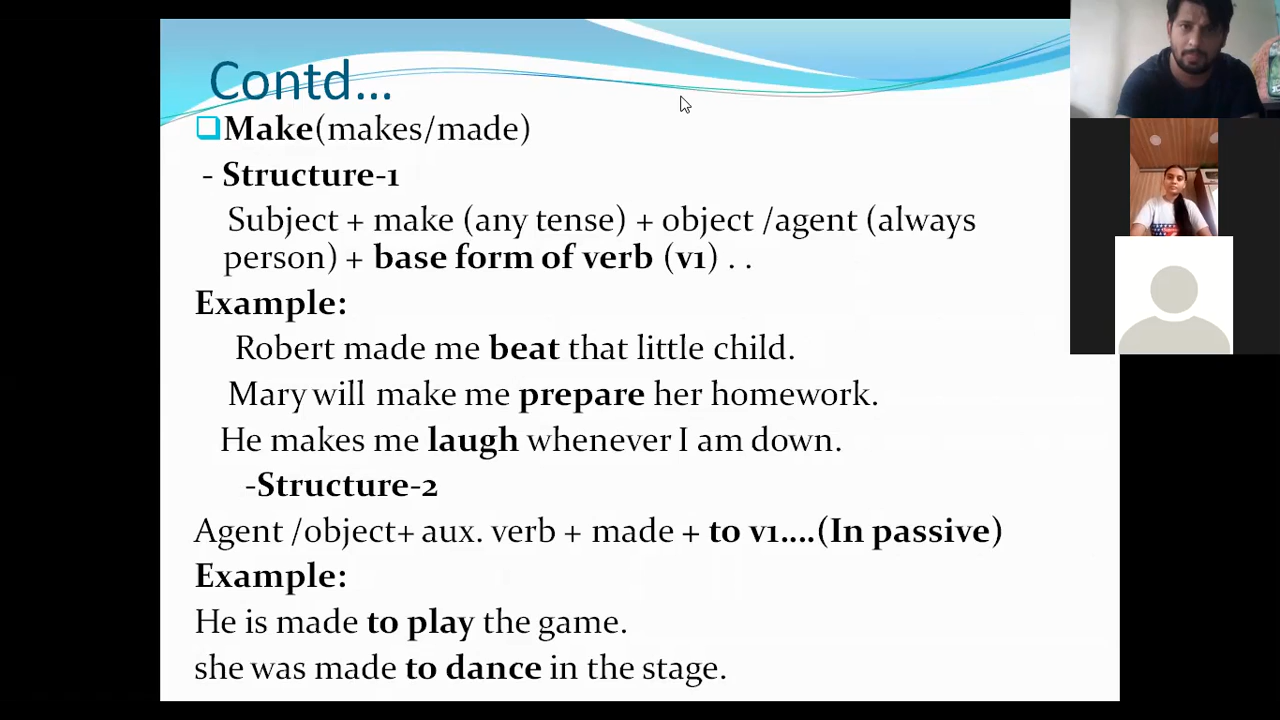 Contd...
Make(makes/made)
- Structure-1
Subject + make (any tense) + object /agent (always
person) + base form of verb (v1) . .
Example:
Robert made me beat that little child.
Mary will make me prepare her homework.
He makes me laugh whenever I am down.
-Structure-2
Agent /object+ aux. verb + made + to v1....(In passive)
Example:
He is made to play the game.
she was made to dance in the stage.